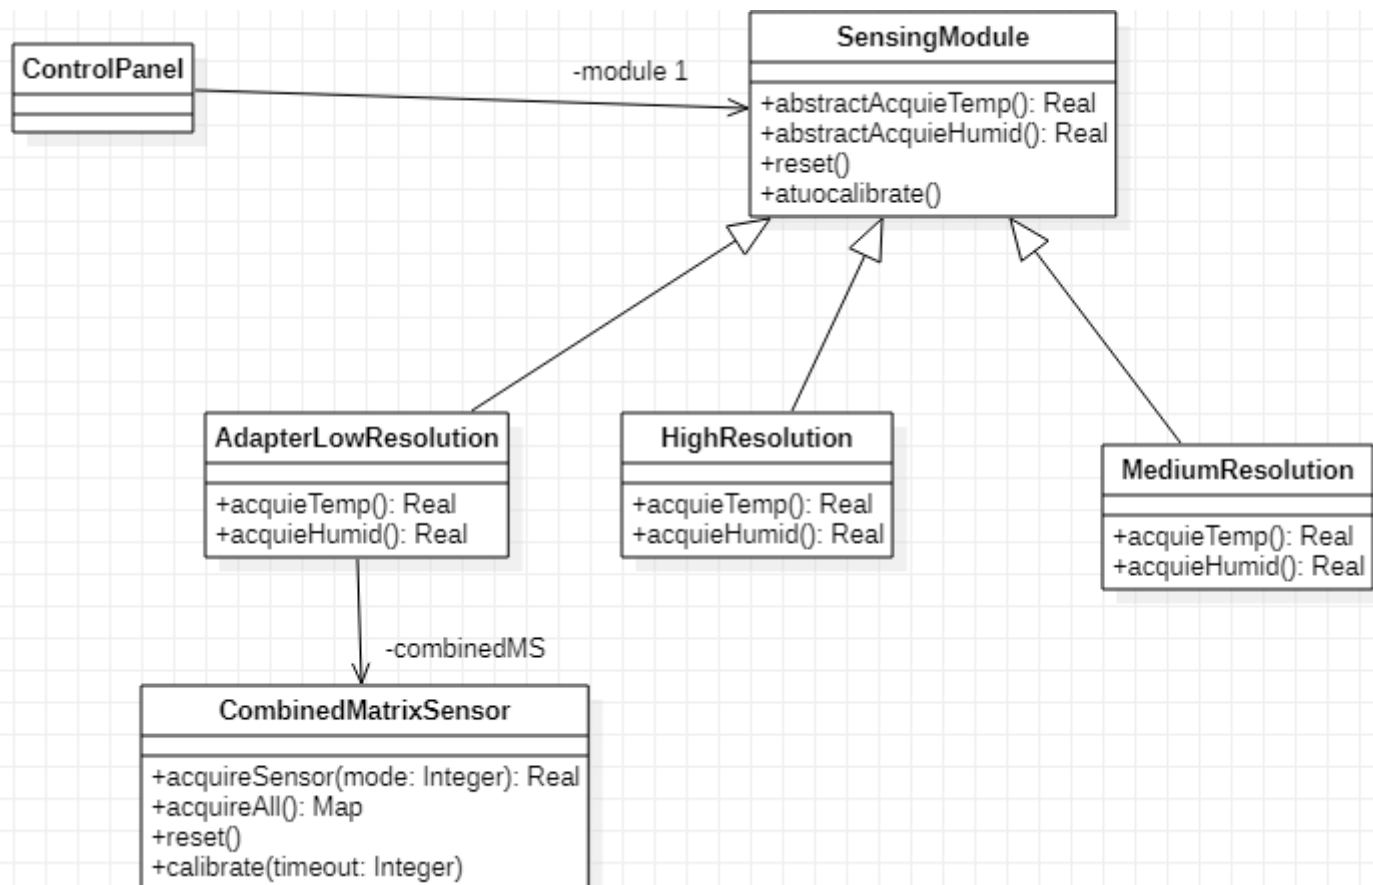 ControlPanel
-module 1
SensingModule
+abstractAcquieTemp(): Real
+abstractAcquieHumid(): Real
+reset()
+atuocalibrate()
AdapterLowResolution
+acquieTemp(): Real
+acquieHumid(): Real
HighResolution
+acquieTemp(): Real
+acquieHumid(): Real
MediumResolution
+acquieTemp(): Real
+acquieHumid(): Real
-combinedMS
CombinedMatrixSensor
+acquireSensor(mode: Integer): Real
+acquireAll(): Map
+reset()
+calibrate(timeout: Integer)